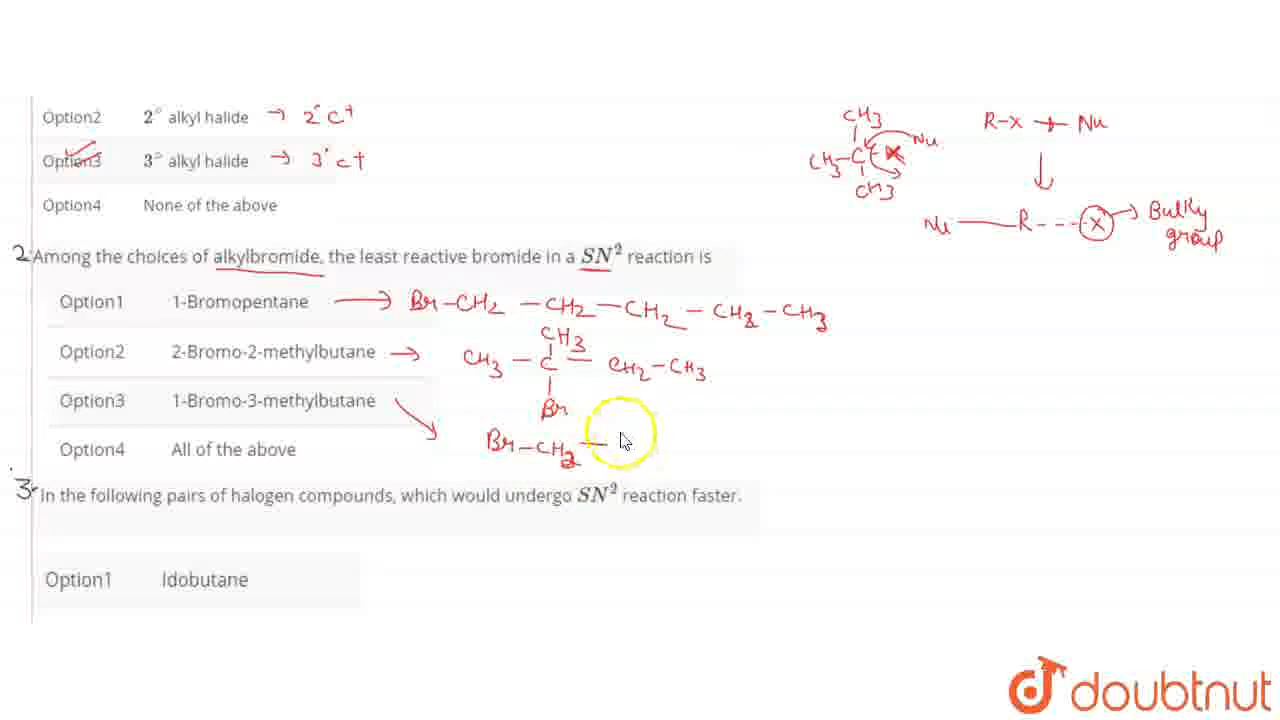 Option2 2° alkyl halide → 2° C+
Option3 3° alkyl halide → 3° C+
Option4 None of the above
CH3
CH3–C–X Nu
CH3
R–X + Nu
Nu — R ---X → Bulky group
2 Among the choices of alkylbromide, the least reactive bromide in a SN² reaction is
Option1 1-Bromopentane → Br–CH2 –CH2–CH2–CH2–CH3
CH3
Option2 2-Bromo-2-methylbutane → CH3 – C – CH2–CH3
Br
Option3 1-Bromo-3-methylbutane
Br–CH2–
Option4 All of the above
3. In the following pairs of halogen compounds, which would undergo SN² reaction faster.
Option1 Idobutane
doubtnut